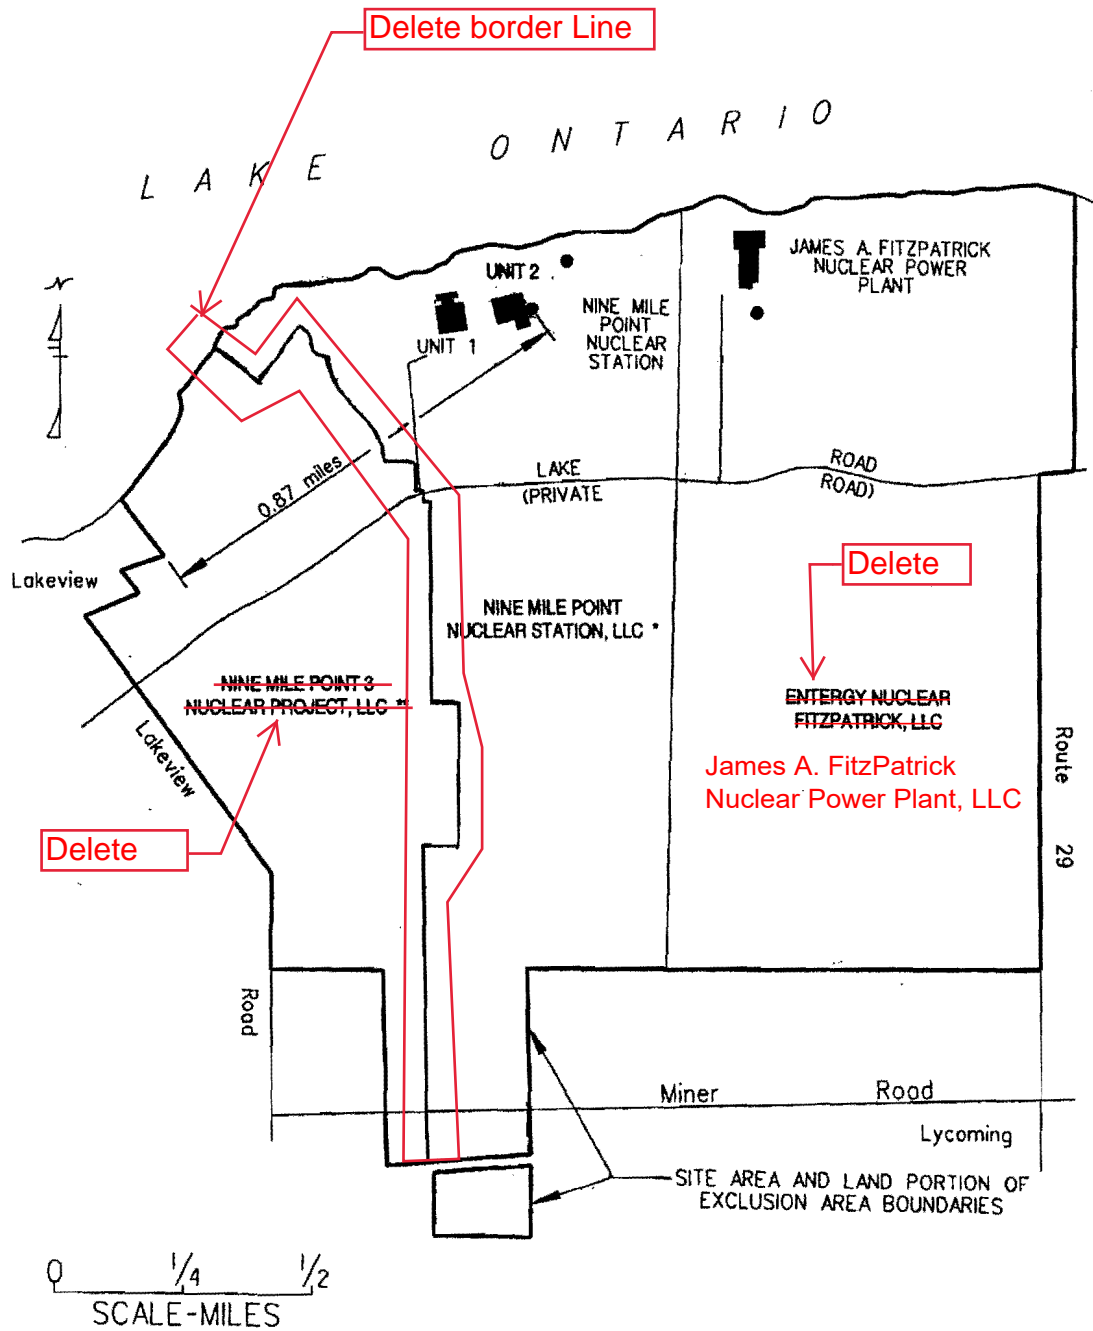 Delete border Line
LAKE ONTARIO
N
UNIT 2
JAMES A. FITZPATRICK
NUCLEAR POWER
PLANT
NINE MILE
POINT
NUCLEAR
STATION
UNIT 1
0.87 miles
LAKE ROAD
(PRIVATE ROAD)
Lakeview
Delete
NINE MILE POINT
NUCLEAR STATION, LLC *
NINE MILE POINT 3
NUCLEAR PROJECT, LLC **
ENTERGY NUCLEAR
FITZPATRICK, LLC
James A. FitzPatrick
Nuclear Power Plant, LLC
Lakeview
Route 29
Delete
Road
Miner Road
Lycoming
SITE AREA AND LAND PORTION OF
EXCLUSION AREA BOUNDARIES
0 1/4 1/2
SCALE-MILES